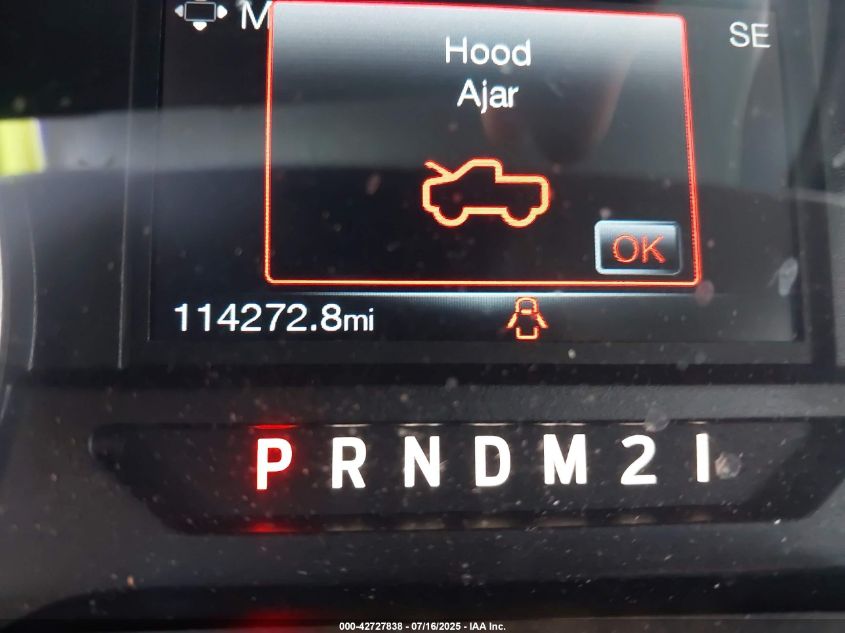 M
SE
Hood
Ajar
OK
114272.8mi
P R N D M 2 1
000-42727838 - 07/16/2025 - IAA Inc.